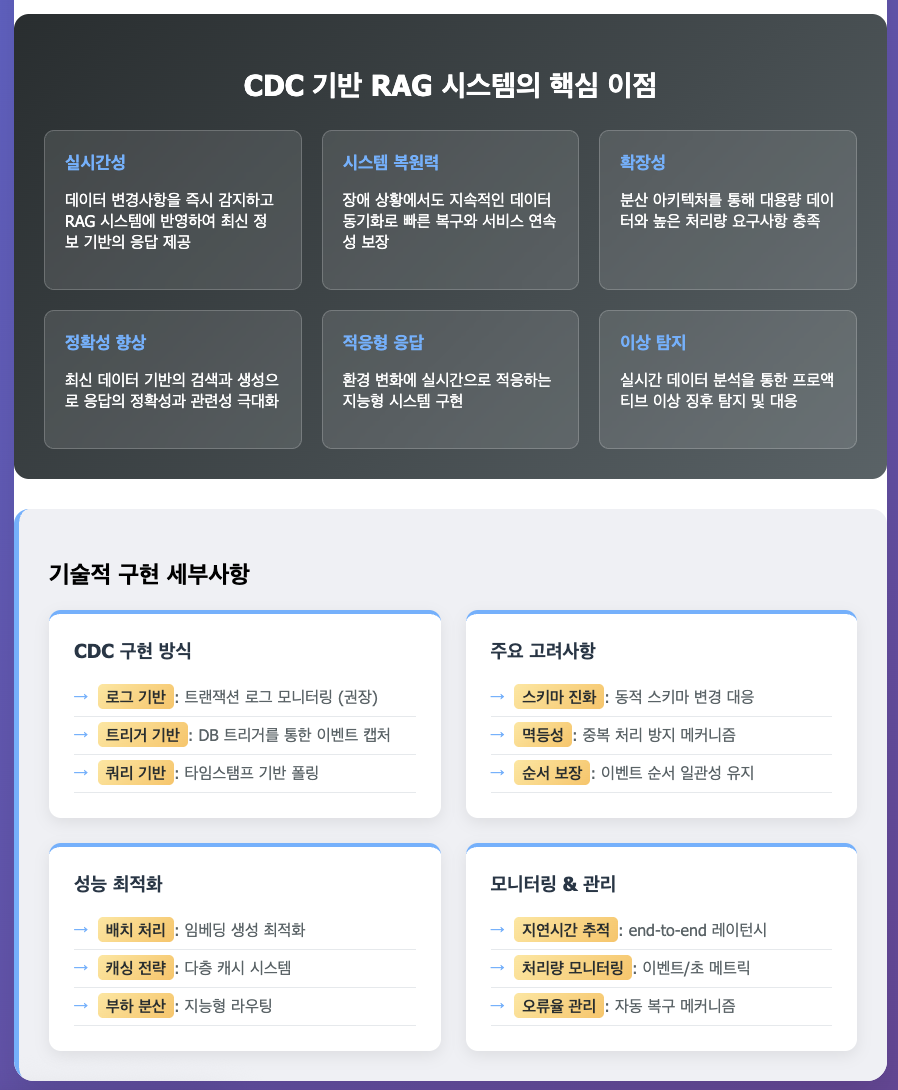 CDC 기반 RAG 시스템의 핵심 이점
실시간성
데이터 변경사항을 즉시 감지하고
RAG 시스템에 반영하여 최신 정
보 기반의 응답 제공
시스템 복원력
장애 상황에서도 지속적인 데이터
동기화로 빠른 복구와 서비스 연속
성 보장
확장성
분산 아키텍처를 통해 대용량 데이
터와 높은 처리량 요구사항 충족
정확성 향상
최신 데이터 기반의 검색과 생성으
로 응답의 정확성과 관련성 극대화
적응형 응답
환경 변화에 실시간으로 적응하는
지능형 시스템 구현
이상 탐지
실시간 데이터 분석을 통한 프로액
티브 이상 징후 탐지 및 대응
기술적 구현 세부사항
CDC 구현 방식
→ 로그 기반: 트랜잭션 로그 모니터링 (권장)
→ 트리거 기반: DB 트리거를 통한 이벤트 캡처
→ 쿼리 기반: 타임스탬프 기반 폴링
주요 고려사항
→ 스키마 진화: 동적 스키마 변경 대응
→ 멱등성: 중복 처리 방지 메커니즘
→ 순서 보장: 이벤트 순서 일관성 유지
성능 최적화
→ 배치 처리: 임베딩 생성 최적화
→ 캐싱 전략: 다층 캐시 시스템
→ 부하 분산: 지능형 라우팅
모니터링 & 관리
→ 지연시간 추적: end-to-end 레이턴시
→ 처리량 모니터링: 이벤트/초 메트릭
→ 오류율 관리: 자동 복구 메커니즘